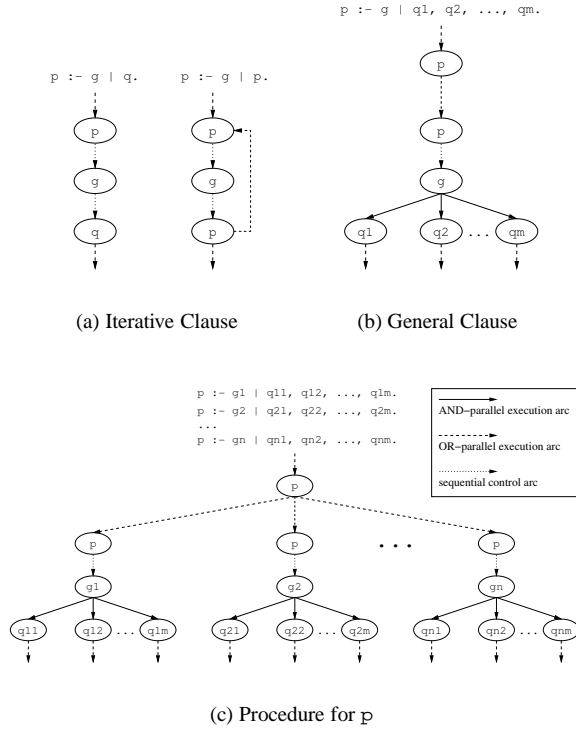 p :- g | q1, q2, ..., qm.
p
p :- g | q.
p :- g | p.
p
p
p
g
g
g
q
p
q1
q2
...
qm
(a) Iterative Clause
(b) General Clause
p :- g1 | q11, q12, ..., q1m.
p :- g2 | q21, q22, ..., q2m.
...
p :- gn | qn1, qn2, ..., qnm.
AND-parallel execution arc
OR-parallel execution arc
sequential control arc
p
p
p
...
p
g1
g2
gn
q11
q12
...
q1m
q21
q22
...
q2m
qn1
qn2
...
qnm
(c) Procedure for p